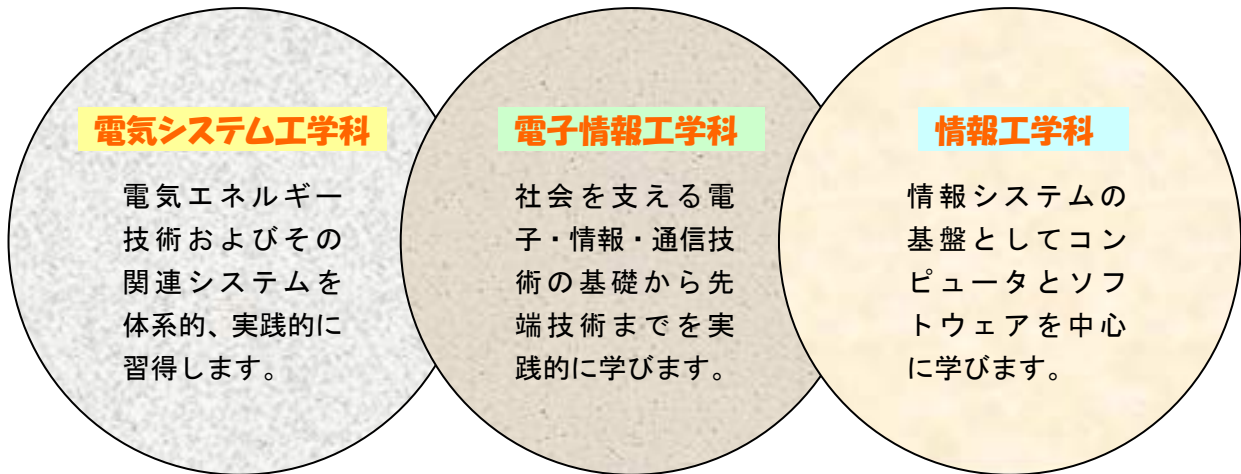 電気システム工学科
電気エネルギー
技術およびその
関連システムを
体系的、実践的に
習得します。
電子情報工学科
社会を支える電
子・情報・通信技
術の基礎から先
端技術までを実
践的に学びます。
情報工学科
情報システムの
基盤としてコン
ピュータとソフ
トウェアを中心
に学びます。